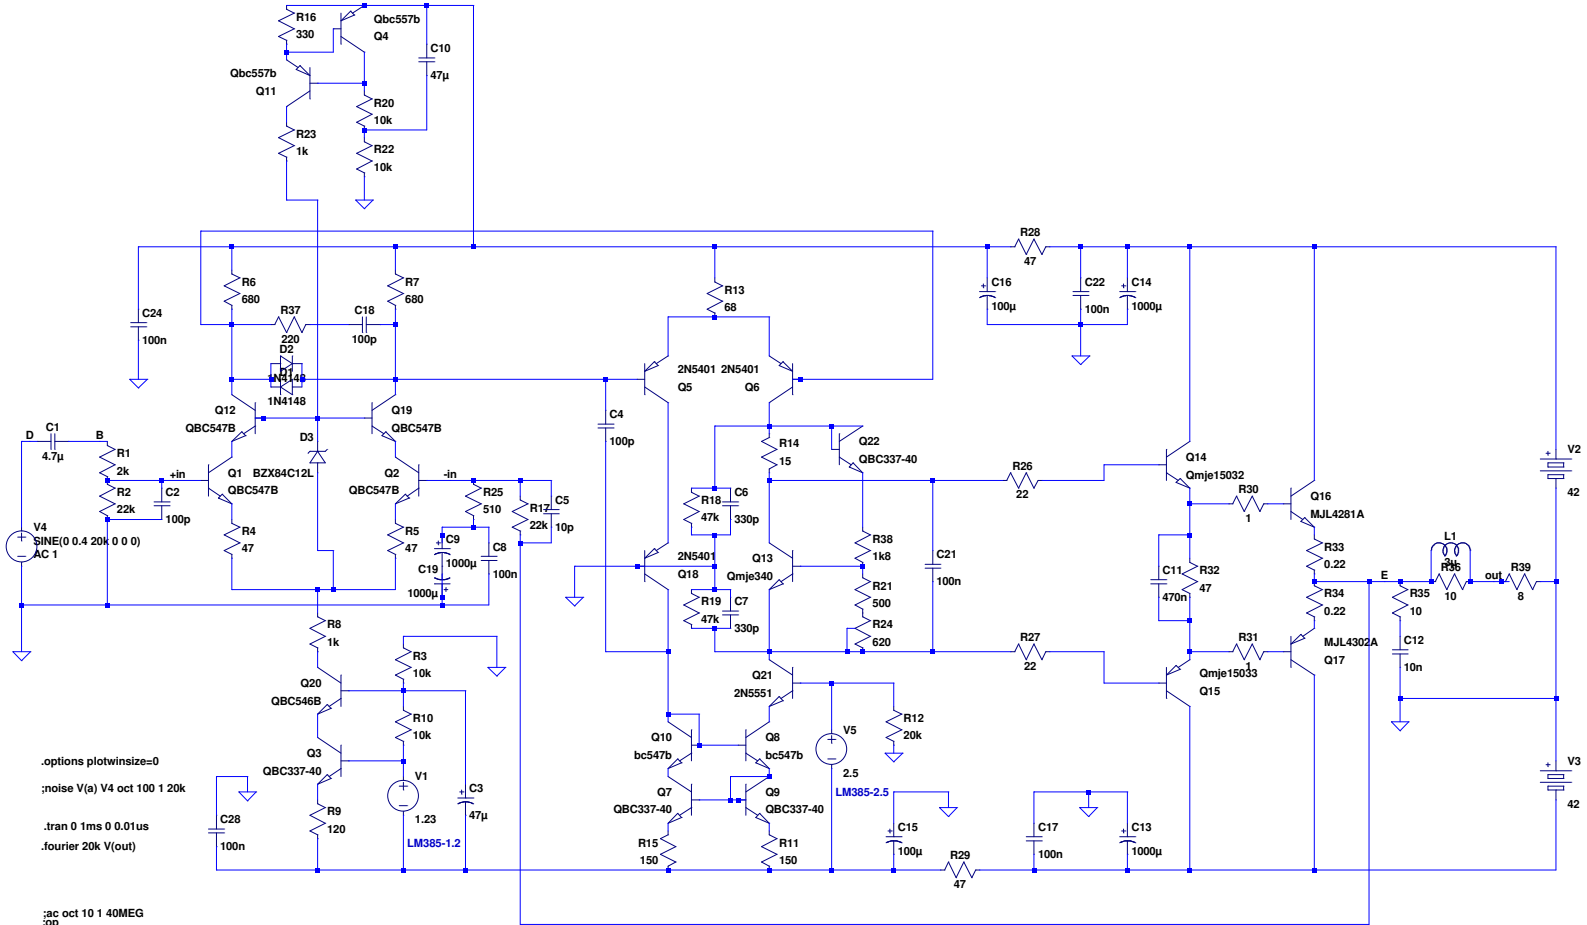 R16
330
Qbc557b
Q4
C10
47µ
Qbc557b
Q11
R20
10k
R23
1k
R22
10k
R28
47
R6
680
R7
680
R13
68
C16
100µ
C22
100n
C14
1000µ
C24
100n
R37
220
C18
100p
D2
1N4148
D1
1N4148
2N5401
Q5
2N5401
Q6
Q12
QBC547B
Q19
QBC547B
C4
100p
D
C1
4.7µ
B
R1
2k
D3
BZX84C12L
R14
15
Q22
QBC337-40
Q14
Qmje15032
V2
42
+in
Q1
QBC547B
Q2
QBC547B
-in
R26
22
R2
22k
C2
100p
R25
510
R17
22k
C5
10p
R18
47k
C6
330p
R30
1
Q16
MJL4281A
V4
SINE(0 0.4 20k 0 0 0)
AC 1
R4
47
R5
47
C9
1000µ
C8
100n
C19
1000µ
2N5401
Q18
Q13
Qmje340
R38
1k8
C21
100n
C11
470n
R32
47
R33
0.22
L1
3µ
R36
10
out
R39
8
E
R21
500
R19
47k
C7
330p
R24
620
R34
0.22
R35
10
R8
1k
R27
22
R31
1
MJL4302A
Q17
C12
10n
R3
10k
Q20
QBC546B
Q21
2N5551
Qmje15033
Q15
R10
10k
R12
20k
Q10
bc547b
Q8
bc547b
V5
2.5
LM385-2.5
Q3
QBC337-40
V1
1.23
LM385-1.2
C3
47µ
Q7
QBC337-40
Q9
QBC337-40
V3
42
.options plotwinsize=0
;noise V(a) V4 oct 100 1 20k
.tran 0 1ms 0 0.01us
.fourier 20k V(out)
C28
100n
R9
120
R15
150
R11
150
C15
100µ
R29
47
C17
100n
C13
1000µ
;ac oct 10 1 40MEG
;op